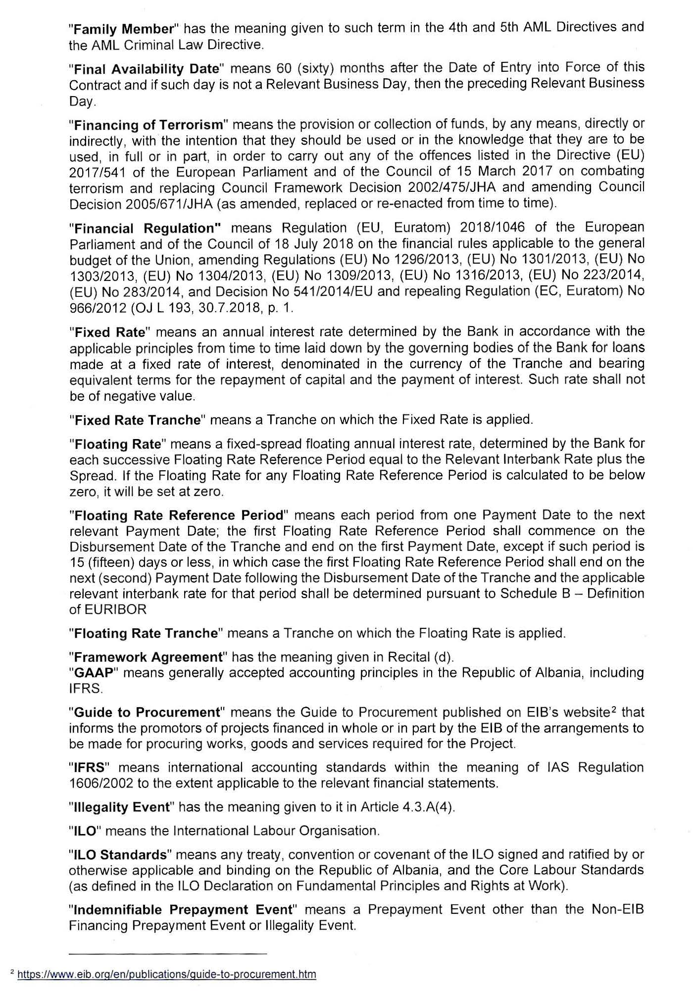 "Family Member" has the meaning given to such term in the 4th and 5th AML Directives and
the AML Criminal Law Directive.
"Final Availability Date" means 60 (sixty) months after the Date of Entry into Force of this
Contract and if such day is not a Relevant Business Day, then the preceding Relevant Business
Day.
"Financing of Terrorism" means the provision or collection of funds, by any means, directly or
indirectly, with the intention that they should be used or in the knowledge that they are to be
used, in full or in part, in order to carry out any of the offences listed in the Directive (EU)
2017/541 of the European Parliament and of the Council of 15 March 2017 on combating
terrorism and replacing Council Framework Decision 2002/475/JHA and amending Council
Decision 2005/671/JHA (as amended, replaced or re-enacted from time to time).
"Financial Regulation" means Regulation (EU, Euratom) 2018/1046 of the European
Parliament and of the Council of 18 July 2018 on the financial rules applicable to the general
budget of the Union, amending Regulations (EU) No 1296/2013, (EU) No 1301/2013, (EU) No
1303/2013, (EU) No 1304/2013, (EU) No 1309/2013, (EU) No 1316/2013, (EU) No 223/2014,
(EU) No 283/2014, and Decision No 541/2014/EU and repealing Regulation (EC, Euratom) No
966/2012 (OJ L 193, 30.7.2018, p. 1.
"Fixed Rate" means an annual interest rate determined by the Bank in accordance with the
applicable principles from time to time laid down by the governing bodies of the Bank for loans
made at a fixed rate of interest, denominated in the currency of the Tranche and bearing
equivalent terms for the repayment of capital and the payment of interest. Such rate shall not
be of negative value.
"Fixed Rate Tranche" means a Tranche on which the Fixed Rate is applied.
"Floating Rate" means a fixed-spread floating annual interest rate, determined by the Bank for
each successive Floating Rate Reference Period equal to the Relevant Interbank Rate plus the
Spread. If the Floating Rate for any Floating Rate Reference Period is calculated to be below
zero, it will be set at zero.
"Floating Rate Reference Period" means each period from one Payment Date to the next
relevant Payment Date; the first Floating Rate Reference Period shall commence on the
Disbursement Date of the Tranche and end on the first Payment Date, except if such period is
15 (fifteen) days or less, in which case the first Floating Rate Reference Period shall end on the
next (second) Payment Date following the Disbursement Date of the Tranche and the applicable
relevant interbank rate for that period shall be determined pursuant to Schedule B – Definition
of EURIBOR
"Floating Rate Tranche" means a Tranche on which the Floating Rate is applied.
"Framework Agreement" has the meaning given in Recital (d).
"GAAP" means generally accepted accounting principles in the Republic of Albania, including
IFRS.
"Guide to Procurement" means the Guide to Procurement published on EIB's website² that
informs the promotors of projects financed in whole or in part by the EIB of the arrangements to
be made for procuring works, goods and services required for the Project.
"IFRS" means international accounting standards within the meaning of IAS Regulation
1606/2002 to the extent applicable to the relevant financial statements.
"Illegality Event" has the meaning given to it in Article 4.3.A(4).
"ILO" means the International Labour Organisation.
"ILO Standards" means any treaty, convention or covenant of the ILO signed and ratified by or
otherwise applicable and binding on the Republic of Albania, and the Core Labour Standards
(as defined in the ILO Declaration on Fundamental Principles and Rights at Work).
"Indemnifiable Prepayment Event" means a Prepayment Event other than the Non-EIB
Financing Prepayment Event or Illegality Event.
² https://www.eib.org/en/publications/guide-to-procurement.htm